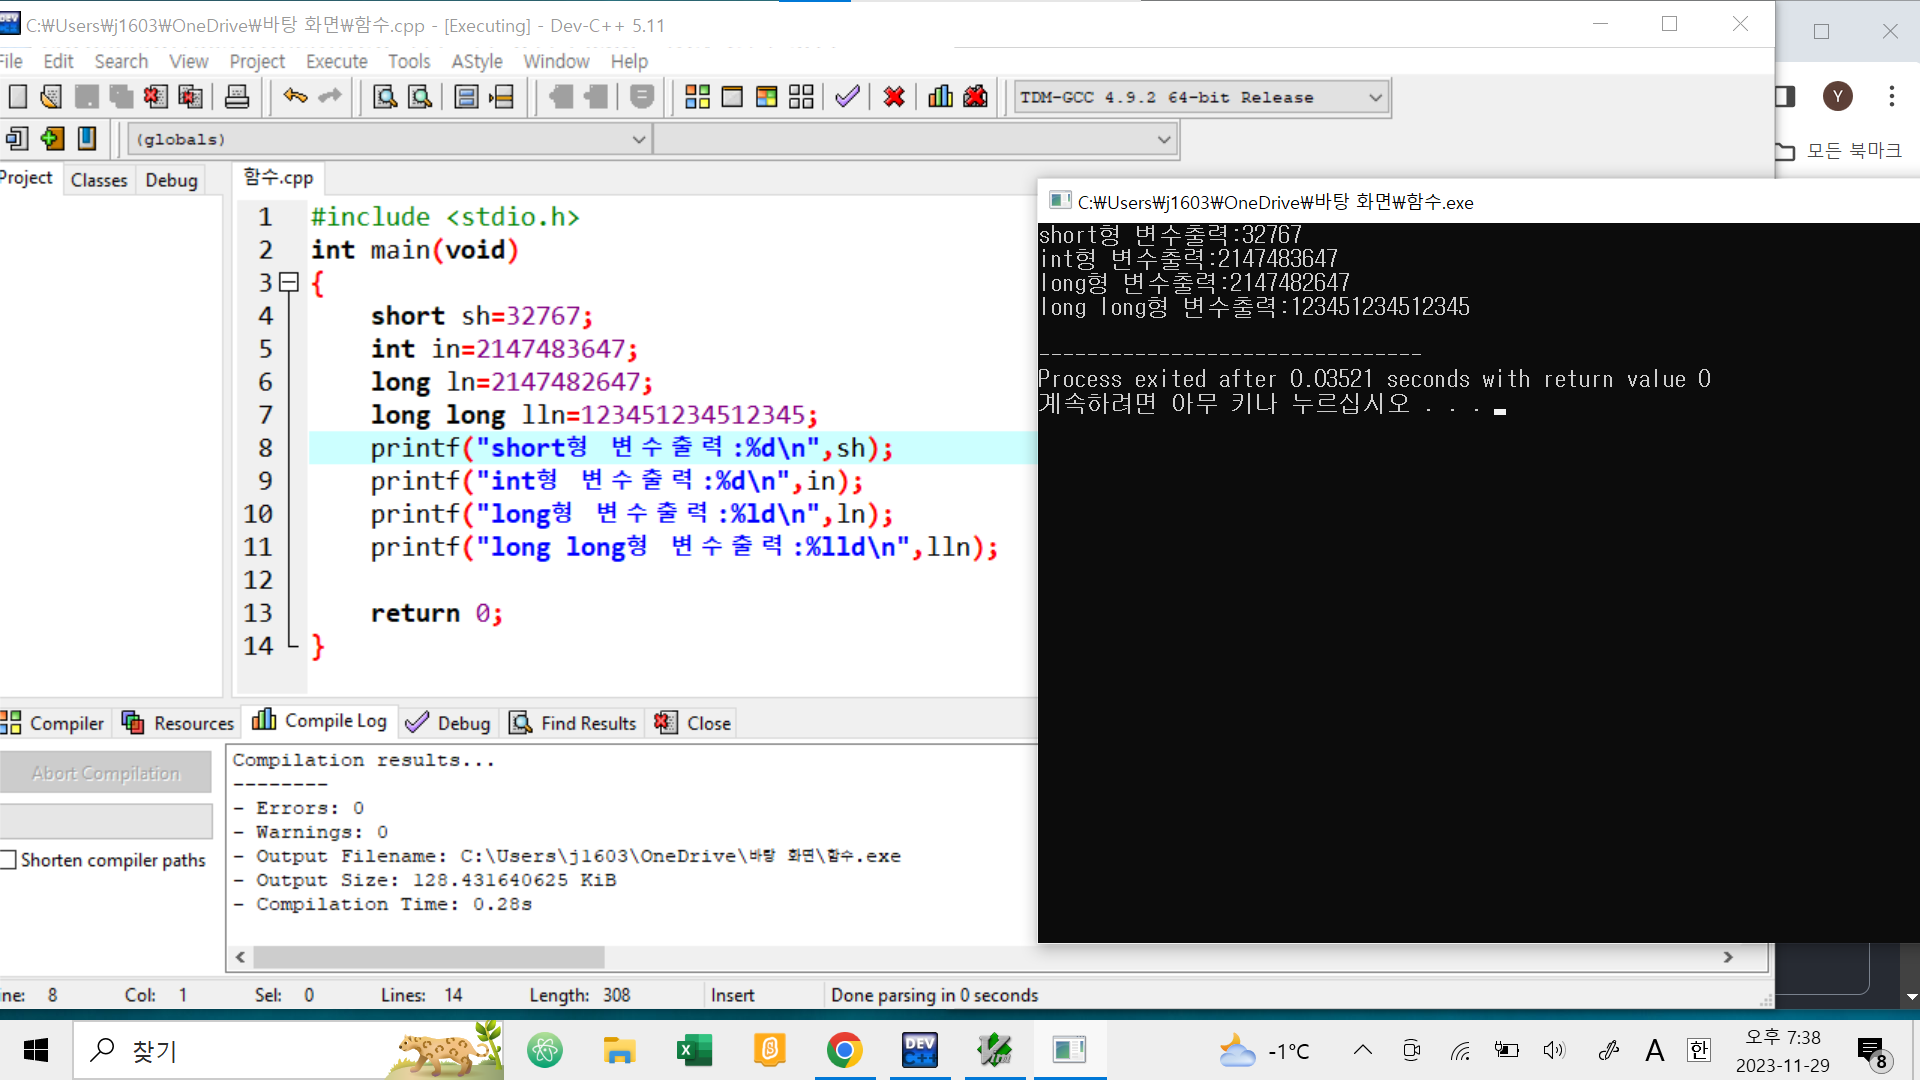 C:₩Users₩j1603₩OneDrive₩바탕 화면₩함수.cpp - [Executing] - Dev-C++ 5.11
File Edit Search View Project Execute Tools AStyle Window Help
TDM-GCC 4.9.2 64-bit Release
Y
(globals)
모든 북마크
Project Classes Debug
함수.cpp
1 #include <stdio.h>
2 int main(void)
3 {
4 short sh=32767;
5 int in=2147483647;
6 long ln=2147482647;
7 long long lln=123451234512345;
8 printf("short형 변수출력:%d\n",sh);
9 printf("int형 변수출력:%d\n",in);
10 printf("long형 변수출력:%ld\n",ln);
11 printf("long long형 변수출력:%lld\n",lln);
12
13 return 0;
14 }
C:₩Users₩j1603₩OneDrive₩바탕 화면₩함수.exe
short형 변수출력:32767
int형 변수출력:2147483647
long형 변수출력:2147482647
long long형 변수출력:123451234512345
--------------------------------
Process exited after 0.03521 seconds with return value 0
계속하려면 아무 키나 누르십시오 . . .
Compiler Resources Compile Log Debug Find Results Close
Abort Compilation
Shorten compiler paths
Compilation results...
--------
- Errors: 0
- Warnings: 0
- Output Filename: C:\Users\j1603\OneDrive\바탕 화면\함수.exe
- Output Size: 128.431640625 KiB
- Compilation Time: 0.28s
ine: 8 Col: 1 Sel: 0 Lines: 14 Length: 308 Insert Done parsing in 0 seconds
찾기
DEV C++
-1°C
A
한
오후 7:38
2023-11-29
8